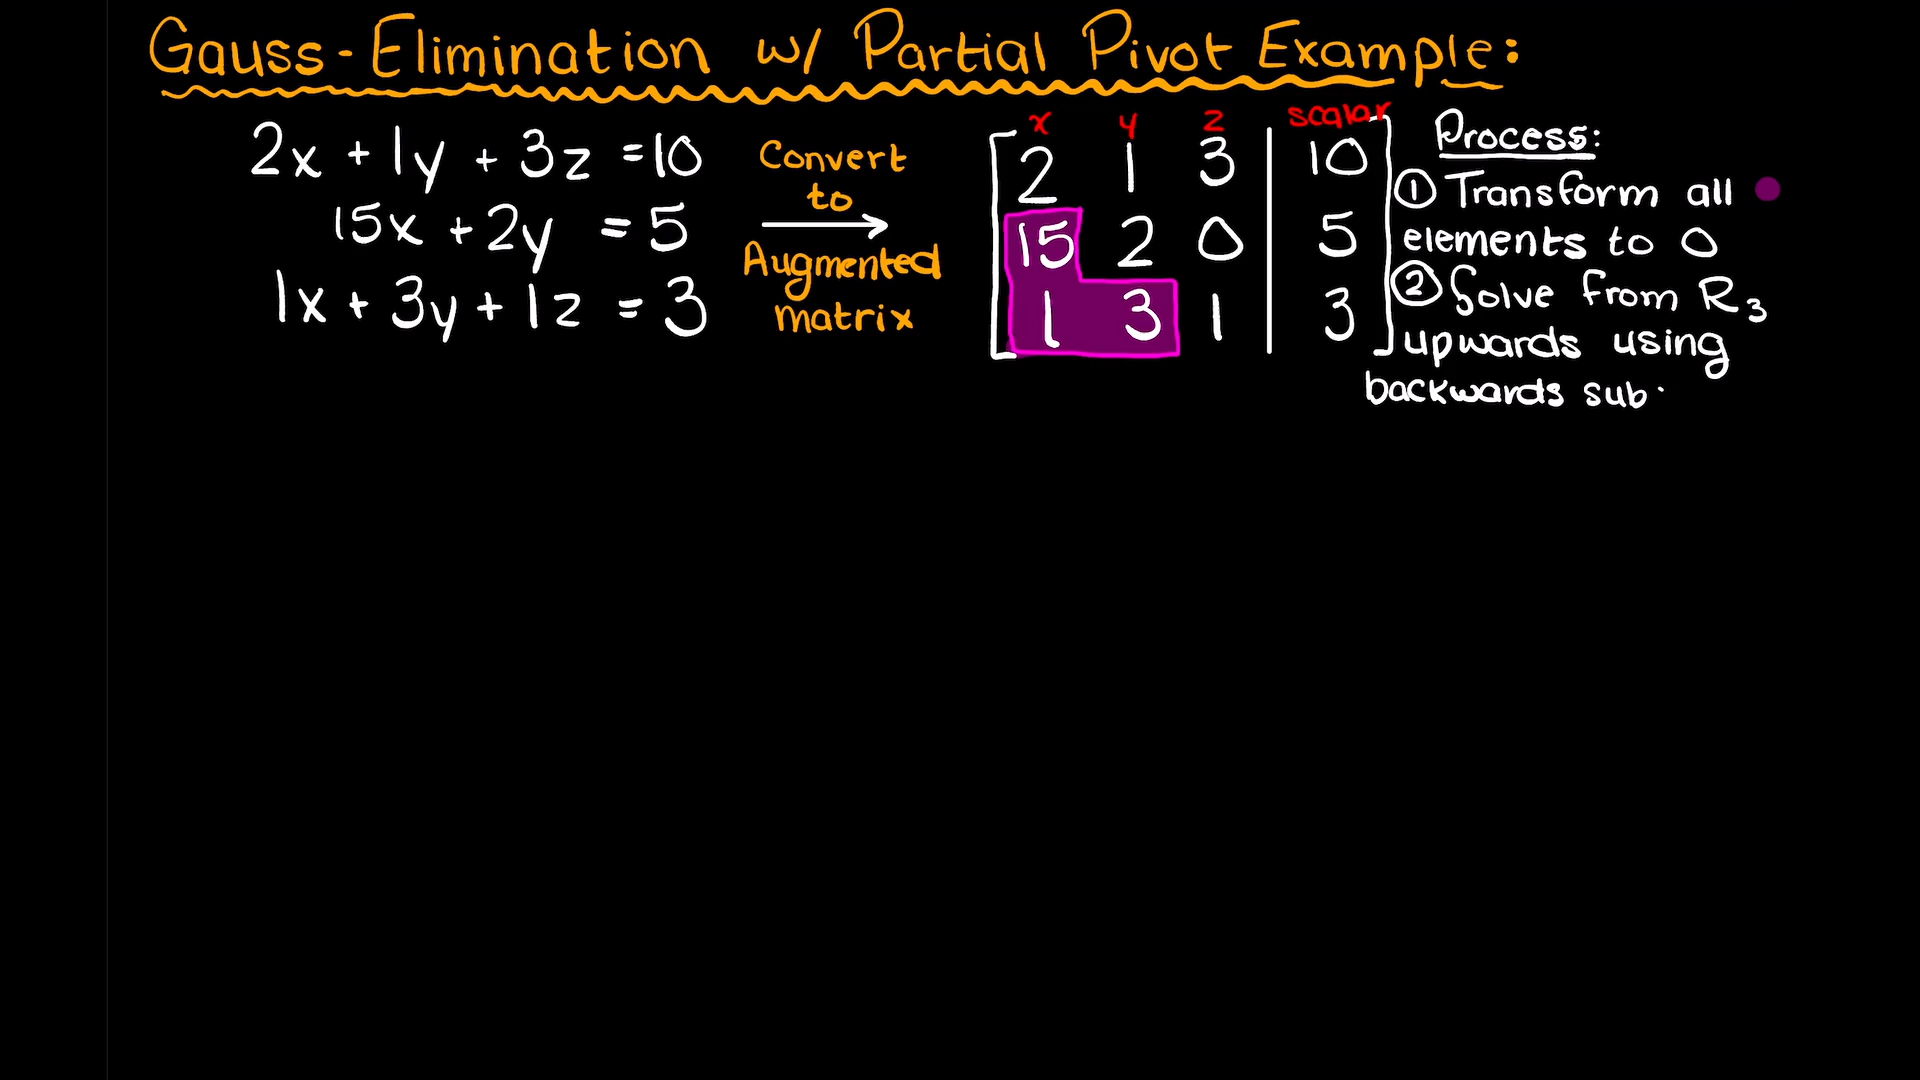 Gauss-Elimination w/ Partial Pivot Example:
2x + 1y + 3z = 10
15x + 2y = 5
1x + 3y + 1z = 3
Convert
to
Augmented
matrix
x y z scalar
2 1 3 10
15 2 0 5
1 3 1 3
Process:
① Transform all
elements to 0
② Solve from R3
upwards using
backwards sub.